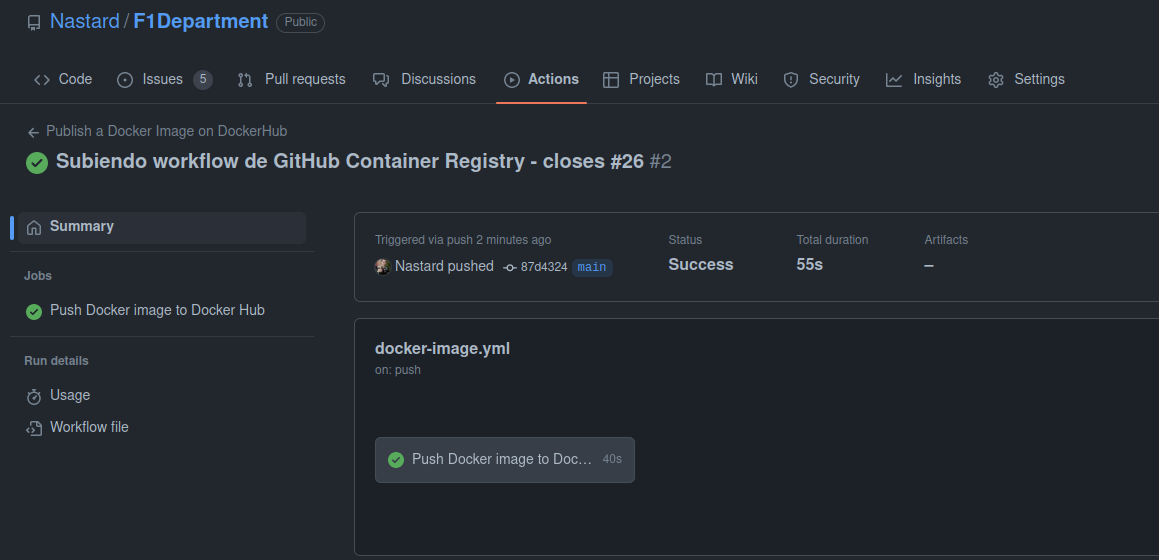 Nastard / F1Department Public
Code Issues 5 Pull requests Discussions Actions Projects Wiki Security Insights Settings
← Publish a Docker Image on DockerHub
Subiendo workflow de GitHub Container Registry - closes #26 #2
Summary
Jobs
Push Docker image to Docker Hub
Run details
Usage
Workflow file
Triggered via push 2 minutes ago
Nastard pushed 87d4324 main
Status
Success
Total duration
55s
Artifacts
–
docker-image.yml
on: push
Push Docker image to Doc... 40s